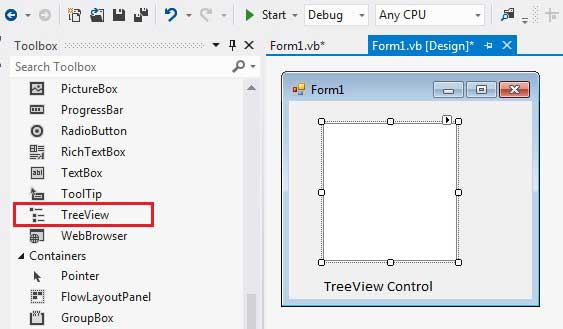 Start Debug Any CPU
Toolbox
Search Toolbox
PictureBox
ProgressBar
RadioButton
RichTextBox
TextBox
ToolTip
TreeView
WebBrowser
Containers
Pointer
FlowLayoutPanel
GroupBox
Form1.vb* Form1.vb [Design]*
Form1
TreeView Control